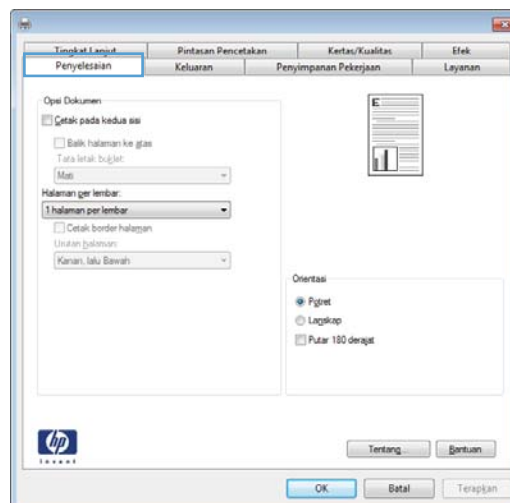 Tingkat Lanjut Pintasan Pencetakan Kertas/Kualitas Efek
Penyelesaian Keluaran Penyimpanan Pekerjaan Layanan
Opsi Dokumen
Cetak pada kedua sisi
Balik halaman ke atas
Tata letak buklet:
Mati
Halaman per lembar:
1 halaman per lembar
Cetak border halaman
Urutan halaman:
Kanan, lalu Bawah
E
Orientasi
Potret
Lanskap
Putar 180 derajat
hp
invent
Tentang... Bantuan
OK Batal Terapkan